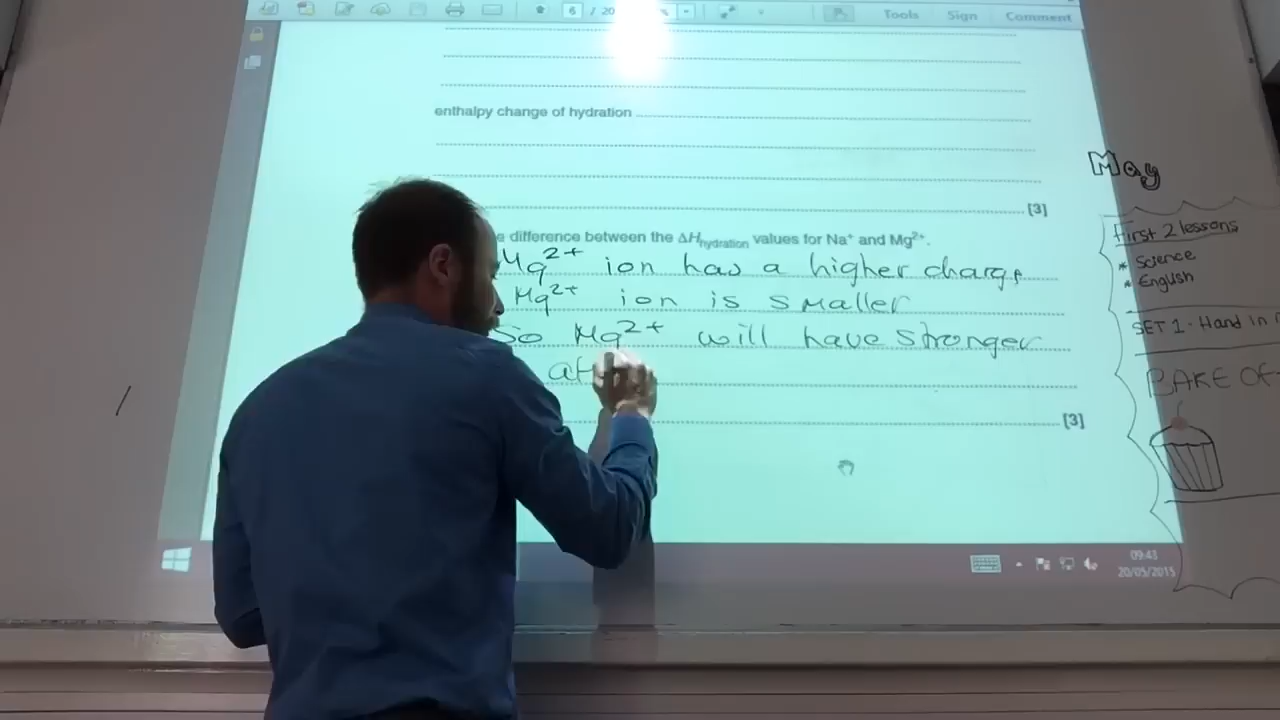 6 / 20
Tools Sign Comment
enthalpy change of hydration
[3]
difference between the ΔHhydration values for Na⁺ and Mg²⁺.
Mg²⁺ ion has a higher charge
Mg²⁺ ion is smaller
So Mg²⁺ will have stronger
[3]
09:43
20/05/2015
May
First 2 lessons
* Science
* English
SET 1 - Hand in
BAKE OF